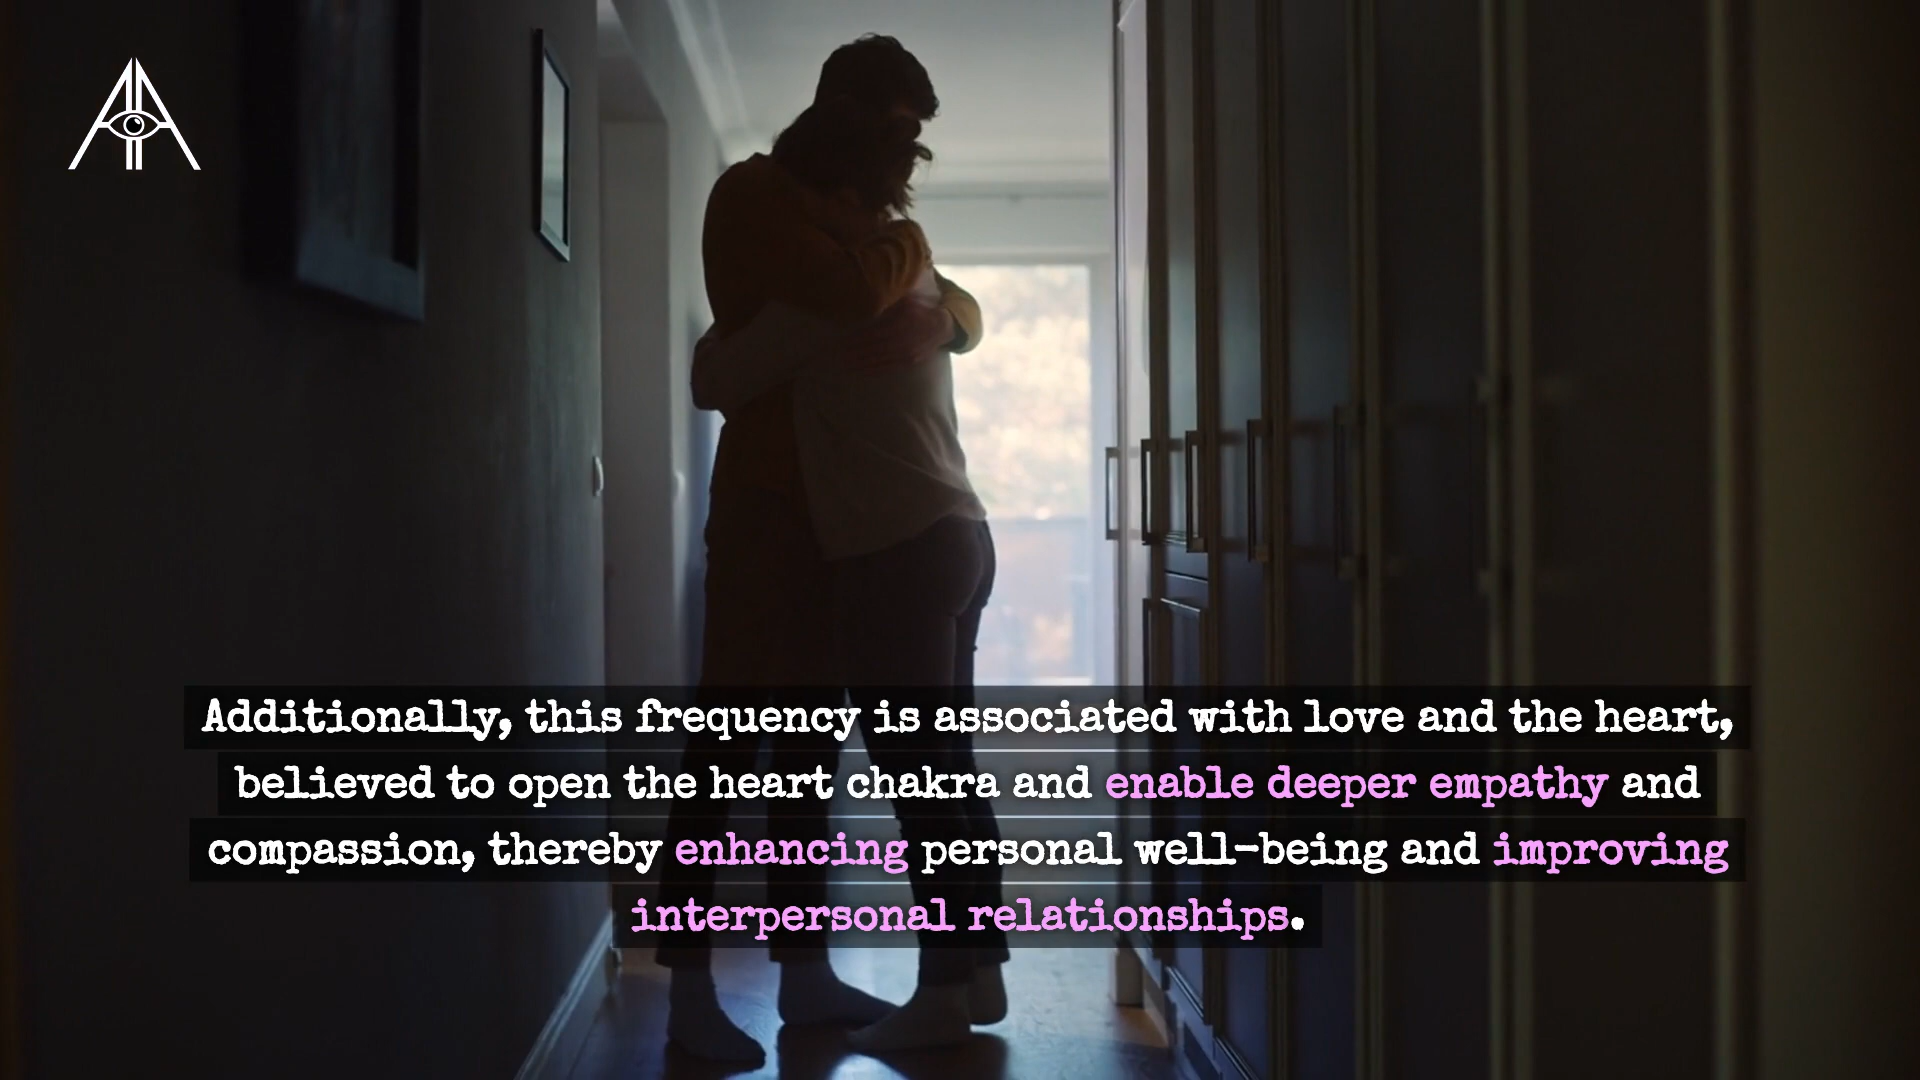 Additionally, this frequency is associated with love and the heart,
believed to open the heart chakra and enable deeper empathy and
compassion, thereby enhancing personal well-being and improving
interpersonal relationships.